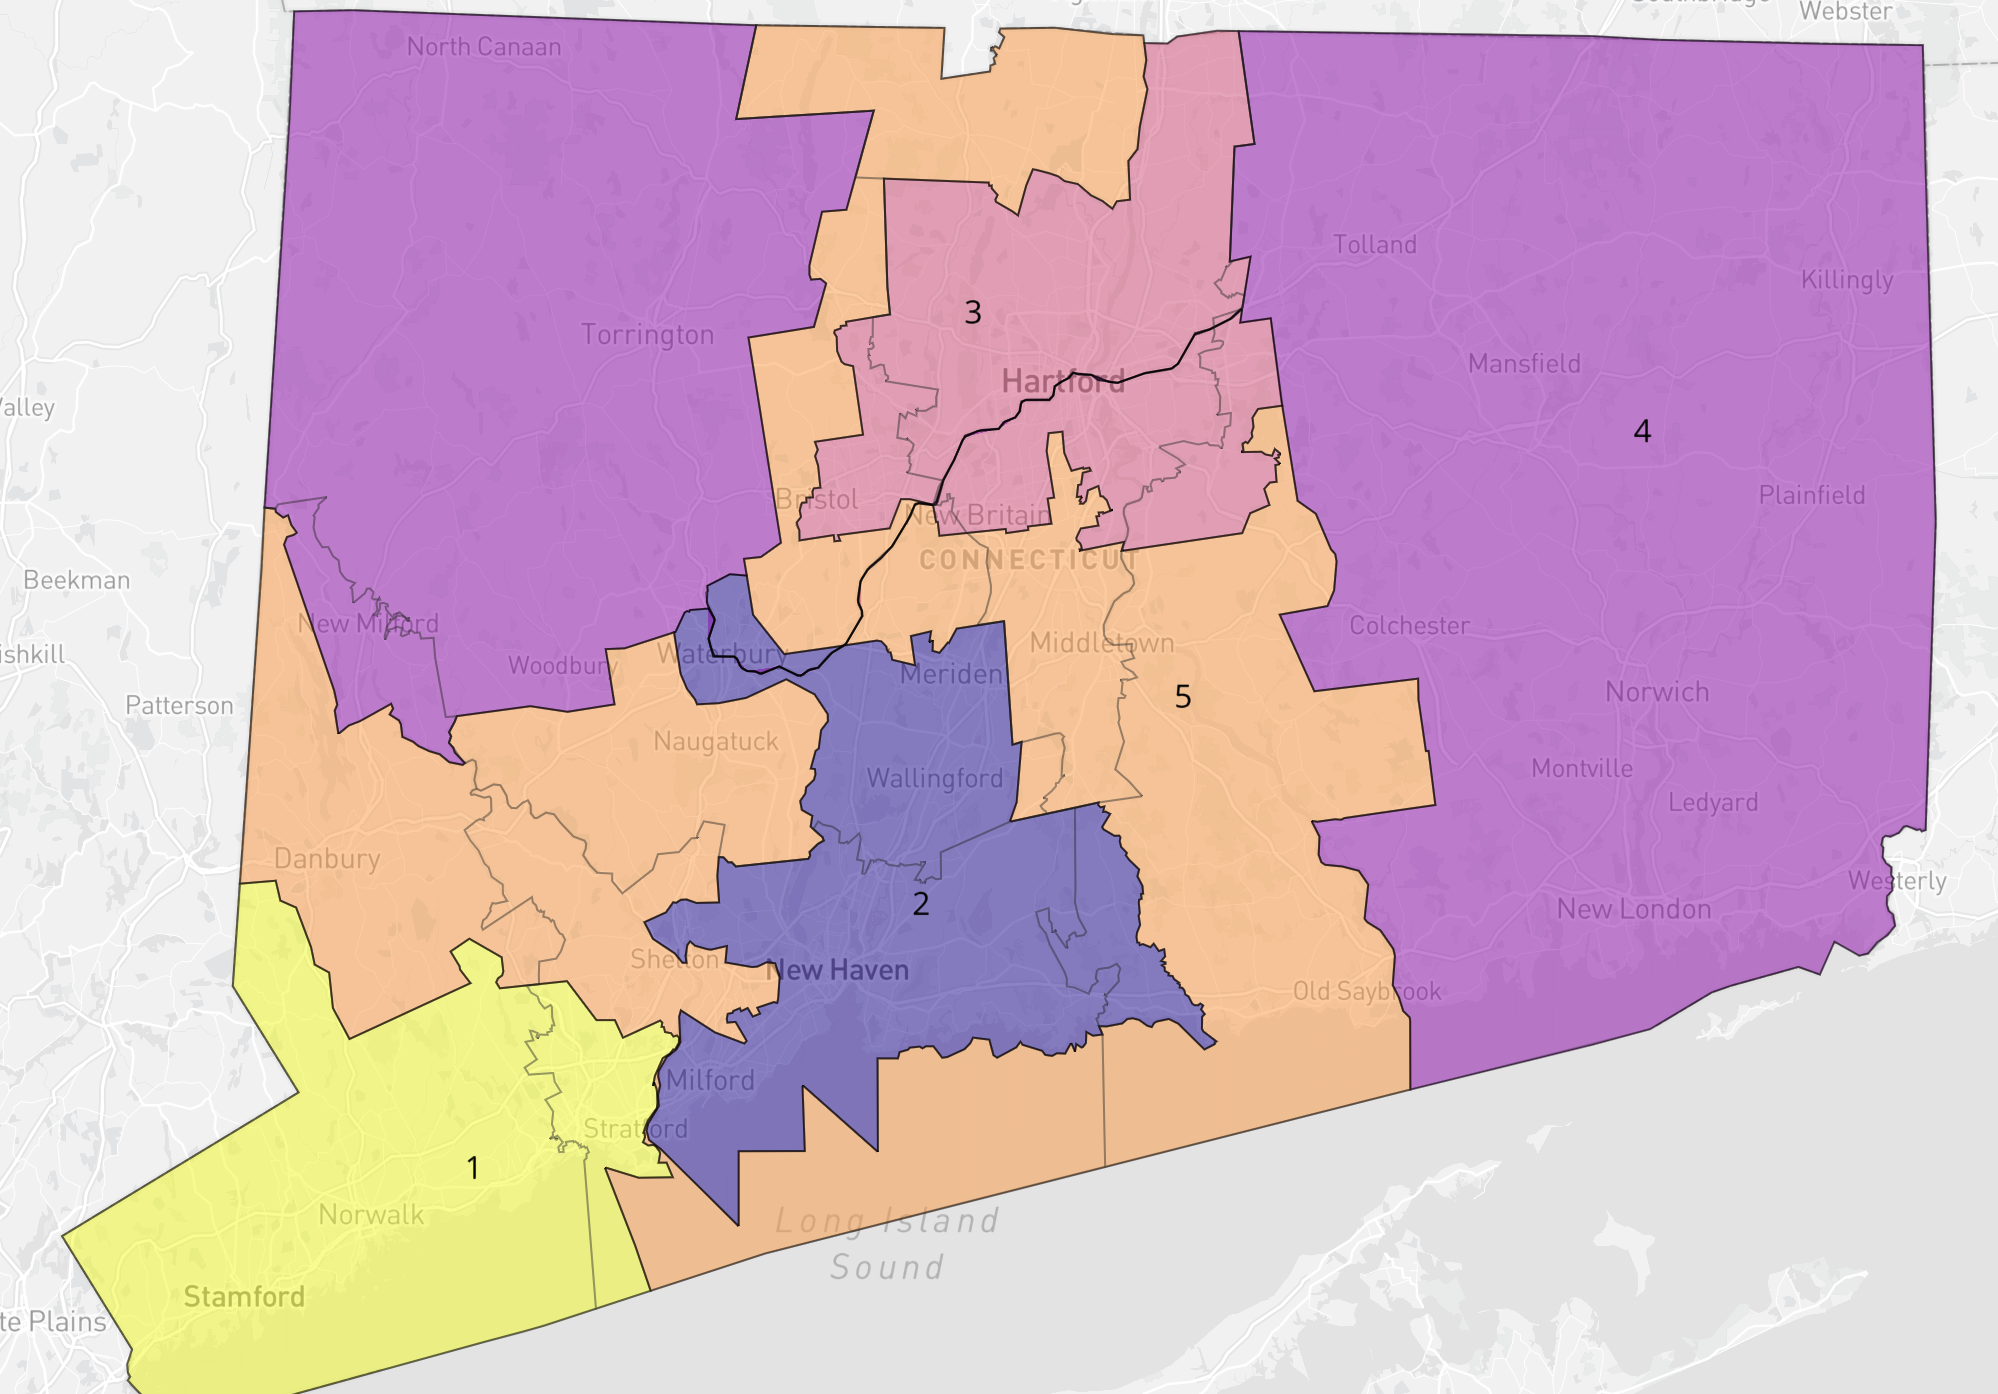 Webster
North Canaan
Tolland
Killingly
3
Torrington
Mansfield
Hartford
Valley
4
Plainfield
Bristol
New Britain
CONNECTICUT
Beekman
New Milford
Colchester
Middletown
Waterbury
Woodbury
Meriden
Norwich
5
Patterson
Naugatuck
Montville
Wallingford
Ledyard
Danbury
Westerly
2
New London
Shelton
New Haven
Old Saybrook
Milford
Stratford
1
Norwalk
Long Island
Sound
Stamford
te Plains